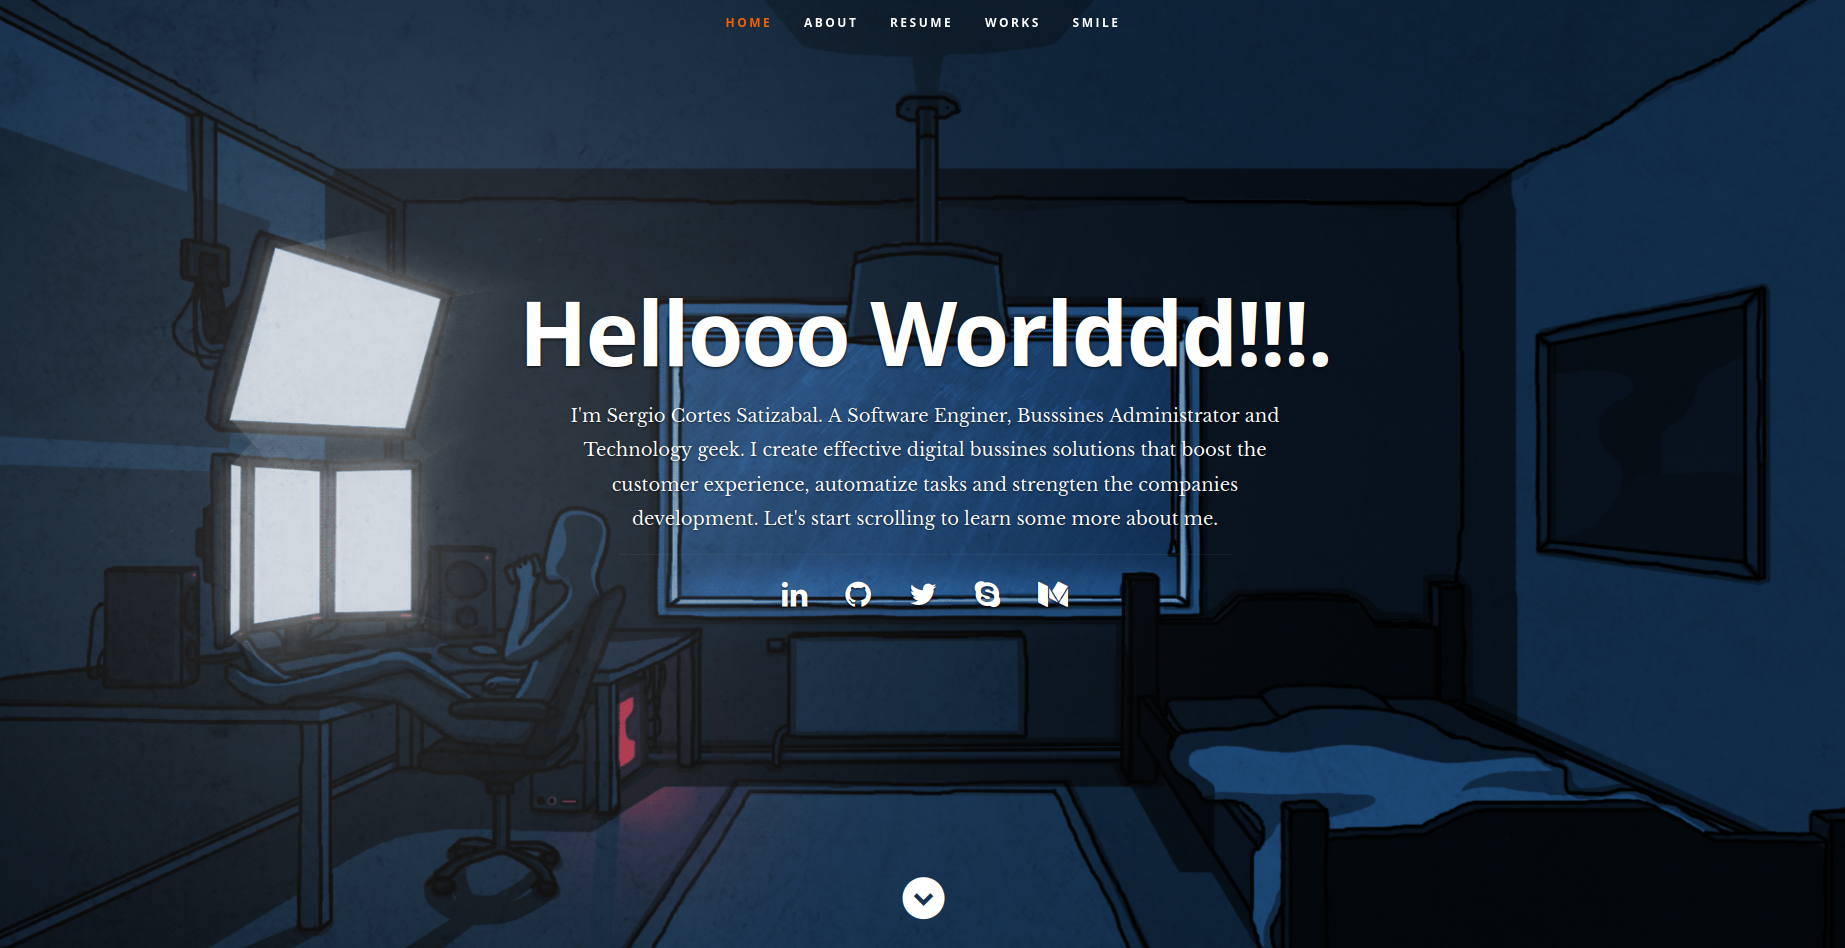 HOME ABOUT RESUME WORKS SMILE
Hellooo Worlddd!!!.
I'm Sergio Cortes Satizabal. A Software Enginer, Busssines Administrator and
Technology geek. I create effective digital bussines solutions that boost the
customer experience, automatize tasks and strengten the companies
development. Let's start scrolling to learn some more about me.